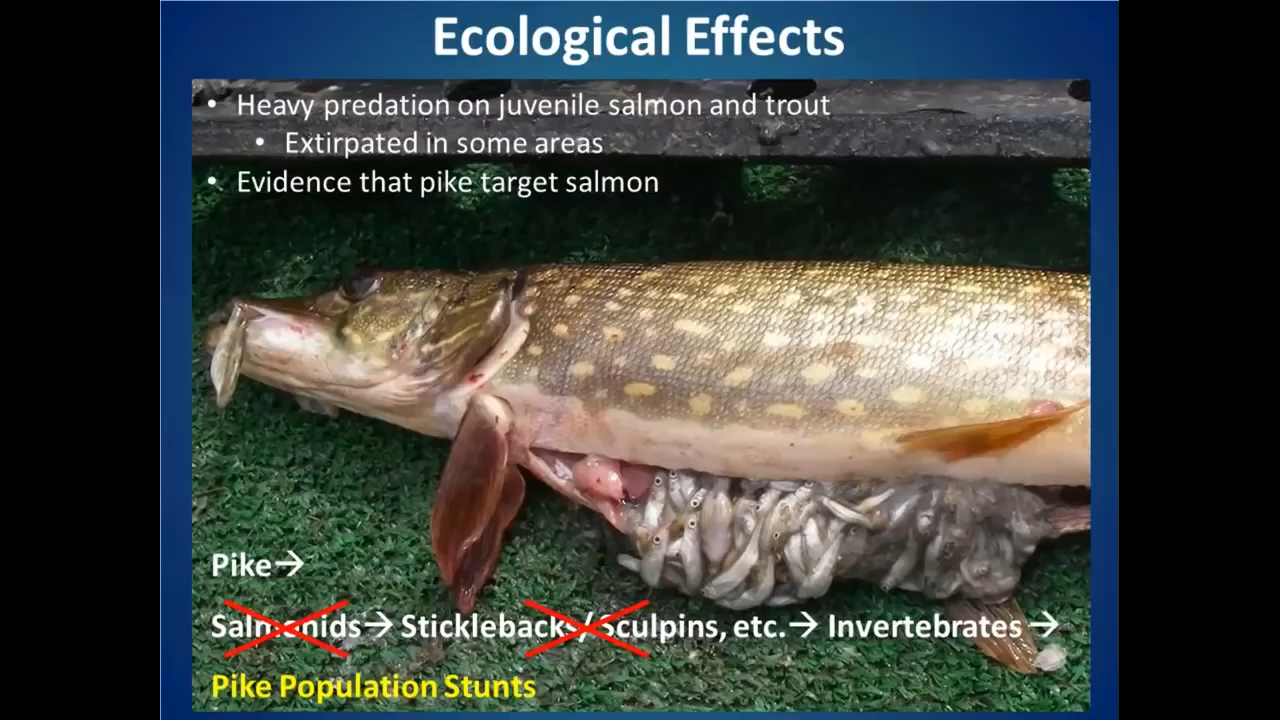 Ecological Effects
• Heavy predation on juvenile salmon and trout
• Extirpated in some areas
• Evidence that pike target salmon
Pike→
Salmonids→ Sticklebacks/Sculpins, etc.→ Invertebrates →
Pike Population Stunts